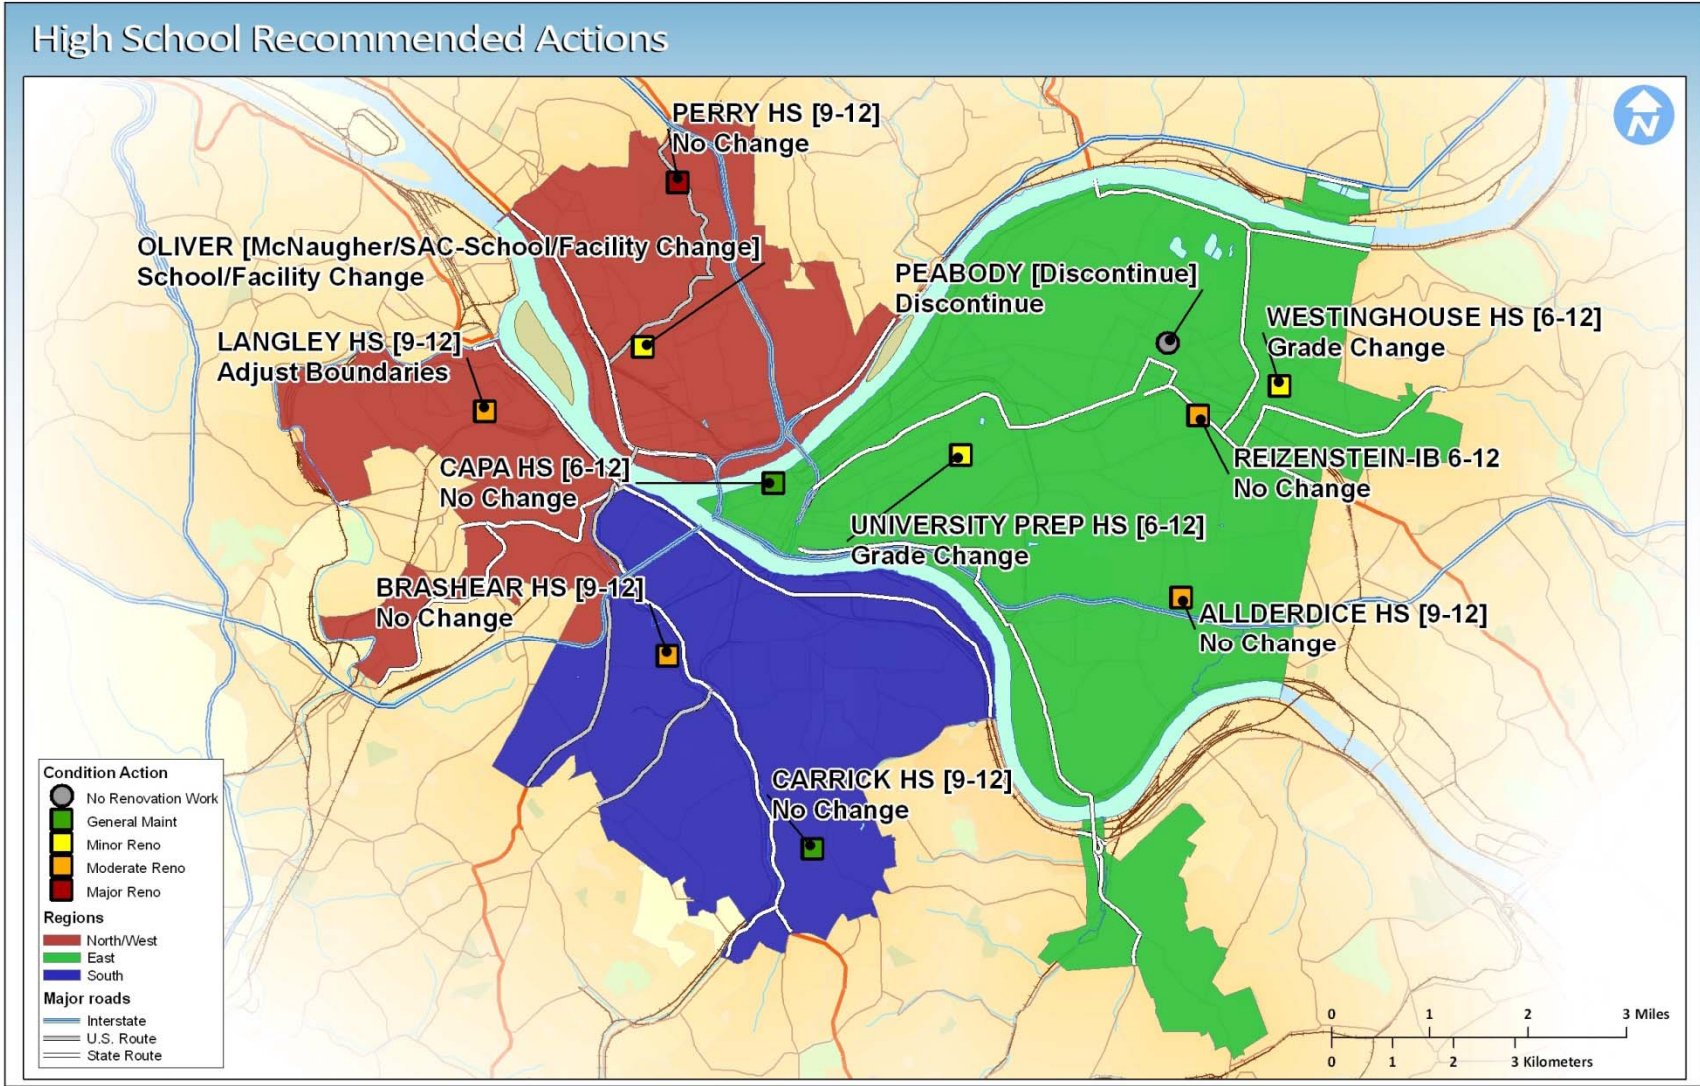 High School Recommended Actions
N
PERRY HS [9-12]
No Change
OLIVER [McNaugher/SAC-School/Facility Change]
School/Facility Change
PEABODY [Discontinue]
Discontinue
WESTINGHOUSE HS [6-12]
Grade Change
LANGLEY HS [9-12]
Adjust Boundaries
CAPA HS [6-12]
No Change
REIZENSTEIN-IB 6-12
No Change
UNIVERSITY PREP HS [6-12]
Grade Change
BRASHEAR HS [9-12]
No Change
ALLDERDICE HS [9-12]
No Change
CARRICK HS [9-12]
No Change
Condition Action
No Renovation Work
General Maint
Minor Reno
Moderate Reno
Major Reno
Regions
North/West
East
South
Major roads
Interstate
U.S. Route
State Route
0 1 2 3 Miles
0 1 2 3 Kilometers